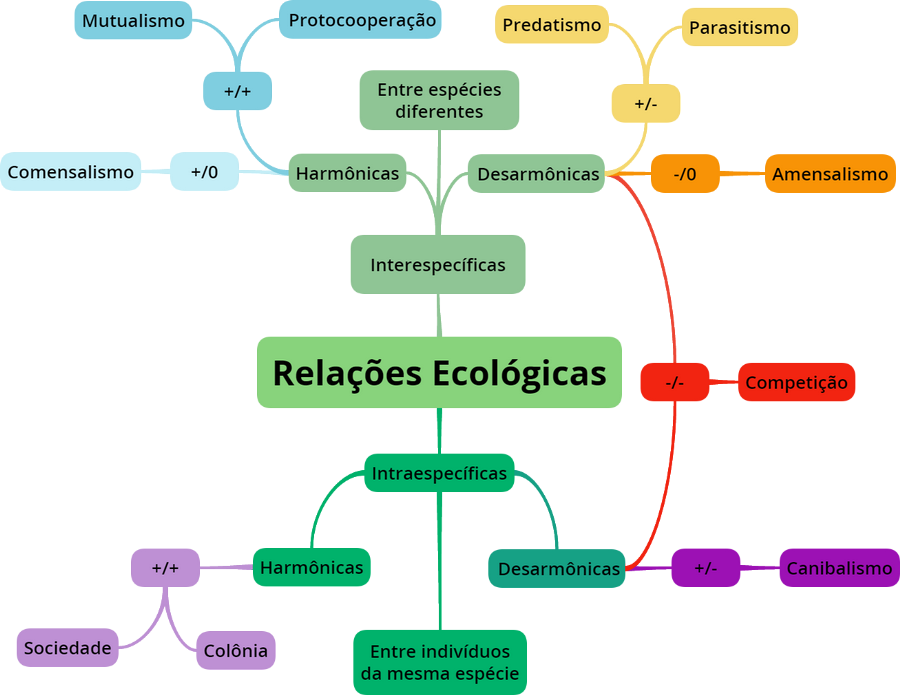 Mutualismo
Protocooperação
Predatismo
Parasitismo
+/+
Entre espécies
diferentes
+/-
Comensalismo
+/0
Harmônicas
Desarmônicas
-/0
Amensalismo
Interespecíficas
Relações Ecológicas
-/-
Competição
Intraespecíficas
+/+
Harmônicas
Desarmônicas
+/-
Canibalismo
Sociedade
Colônia
Entre indivíduos
da mesma espécie